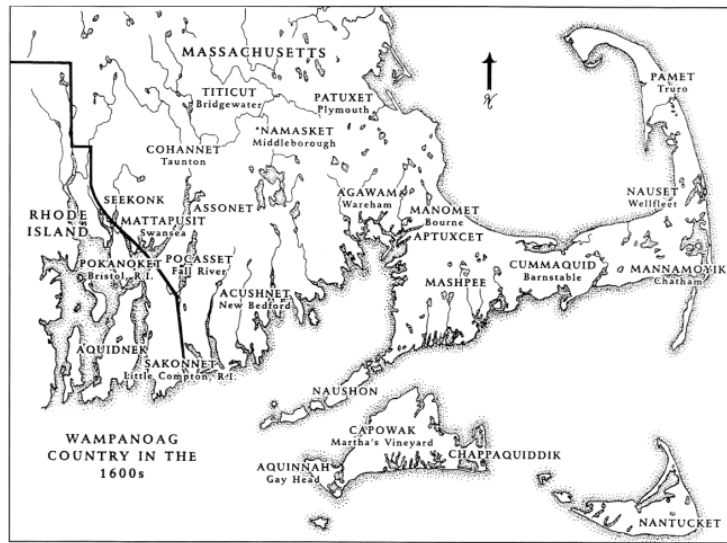 MASSACHUSETTS
PAMET
Truro
TITICUT
Bridgewater
PATUXET
Plymouth
N
*NAMASKET
Middleborough
COHANNET
Taunton
SEEKONK
ASSONET
AGAWAM
Wareham
MANOMET
Bourne
NAUSET
Wellfleet
RHODE
ISLAND
MATTAPUSIT
Swansea
APTUXCET
POKANOKET
Bristol, R.I.
POCASSET
Fall River
CUMMAQUID
Barnstable
MANNAMOYIK
Chatham
ACUSHNET
New Bedford
MASHPEE
AQUIDNEK
SAKONNET
Little Compton, R.I.
NAUSHON
WAMPANOAG
COUNTRY IN THE
1600s
CAPOWAK
Martha's Vineyard
CHAPPAQUIDDIK
AQUINNAH
Gay Head
NANTUCKET